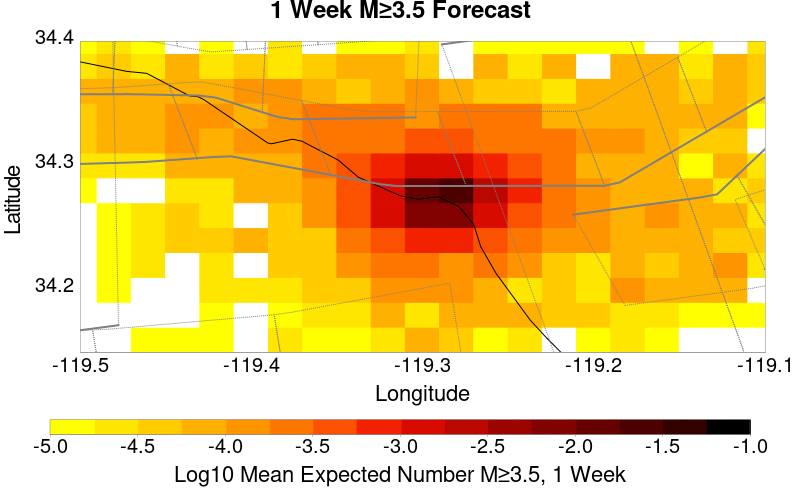 1 Week M≥3.5 Forecast
34.4
34.3
34.2
Latitude
-119.5 -119.4 -119.3 -119.2 -119.1
Longitude
-5.0 -4.5 -4.0 -3.5 -3.0 -2.5 -2.0 -1.5 -1.0
Log10 Mean Expected Number M≥3.5, 1 Week